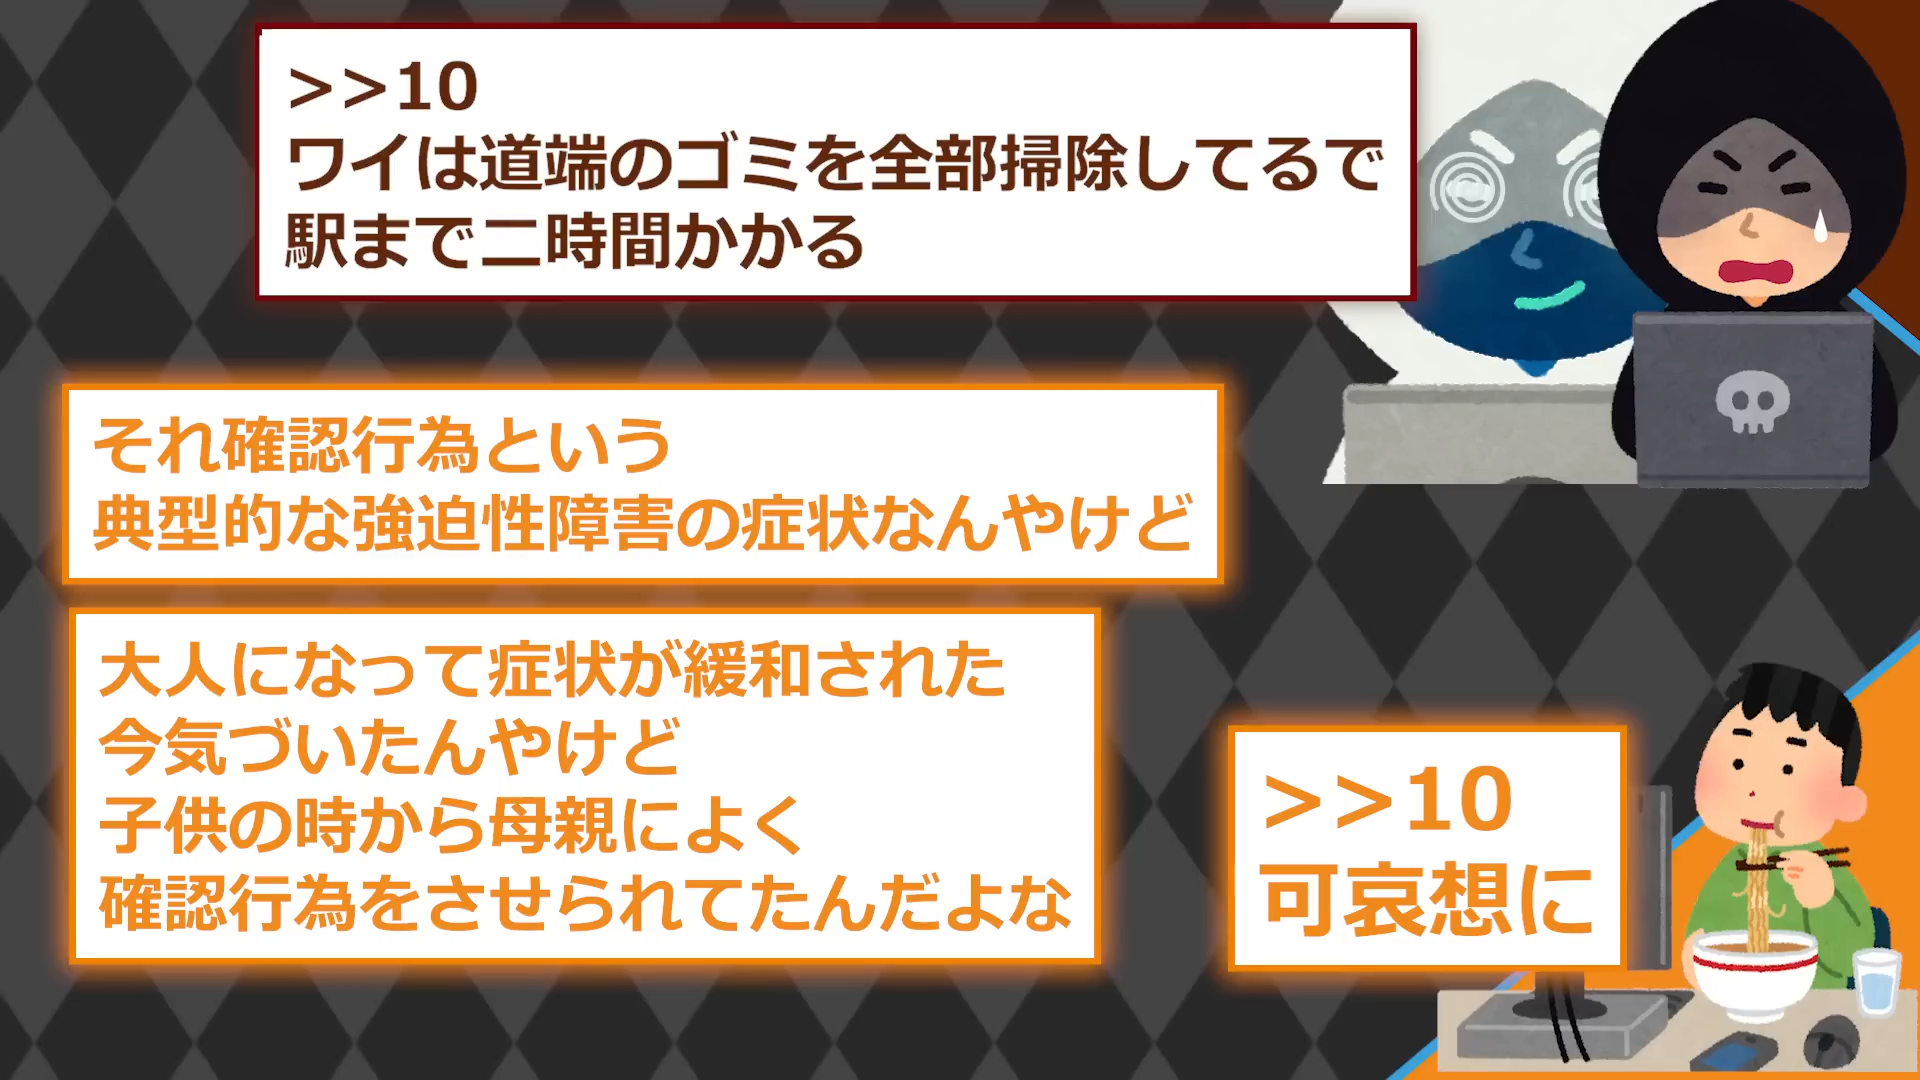 >>10
ワイは道端のゴミを全部掃除してるで
駅まで二時間かかる
それ確認行為という
典型的な強迫性障害の症状なんやけど
大人になって症状が緩和された
今気づいたんやけど
子供の時から母親によく
確認行為をさせられてたんだよな
>>10
可哀想に